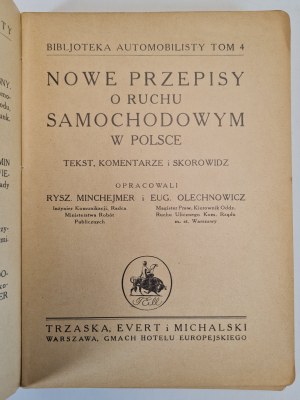 BIBLJOTEKA AUTOMOBILISTY TOM 4
NOWE PRZEPISY
O RUCHU
SAMOCHODOWYM
W POLSCE
TEKST, KOMENTARZE i SKOROWIDZ
OPRACOWALI
RYSZ. MINCHEJMER i EUG. OLECHNOWICZ
Inżynier Komunikacji, Radca
Ministerstwa Robót
Publicznych
Magister Praw, Kierownik Oddz.
Ruchu Ulicznego Kom. Rządu
m. st. Warszawy
TRZASKA, EVERT i MICHALSKI
WARSZAWA, GMACH HOTELU EUROPEJSKIEGO